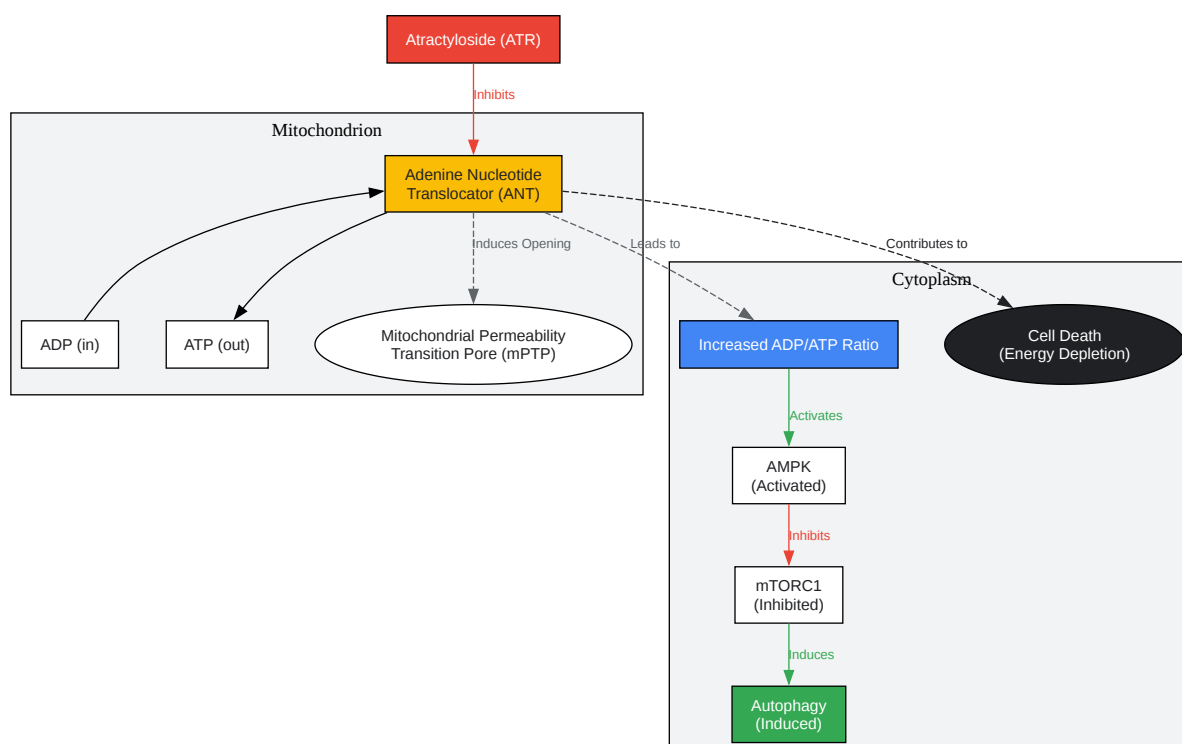 Atractyloside (ATR)
Inhibits
Mitochondrion
Adenine Nucleotide
Translocator (ANT)
Induces Opening
Leads to
Contributes to
Cytoplasm
ADP (in)
ATP (out)
Mitochondrial Permeability
Transition Pore (mPTP)
Increased ADP/ATP Ratio
Cell Death
(Energy Depletion)
Activates
AMPK
(Activated)
Inhibits
mTORC1
(Inhibited)
Induces
Autophagy
(Induced)